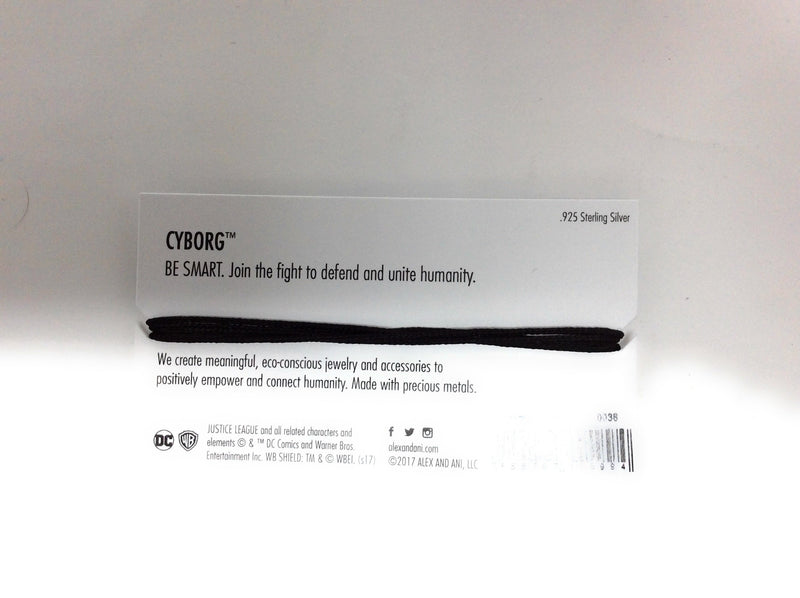 .925 Sterling Silver
CYBORG™
BE SMART. Join the fight to defend and unite humanity.
We create meaningful, eco-conscious jewelry and accessories to
positively empower and connect humanity. Made with precious metals.
DC
WB
JUSTICE LEAGUE and all related characters and
elements © & ™ DC Comics and Warner Bros.
Entertainment Inc. WB SHIELD: TM & © WBEI. (s17)
alexandani.com
©2017 ALEX AND ANI, LLC